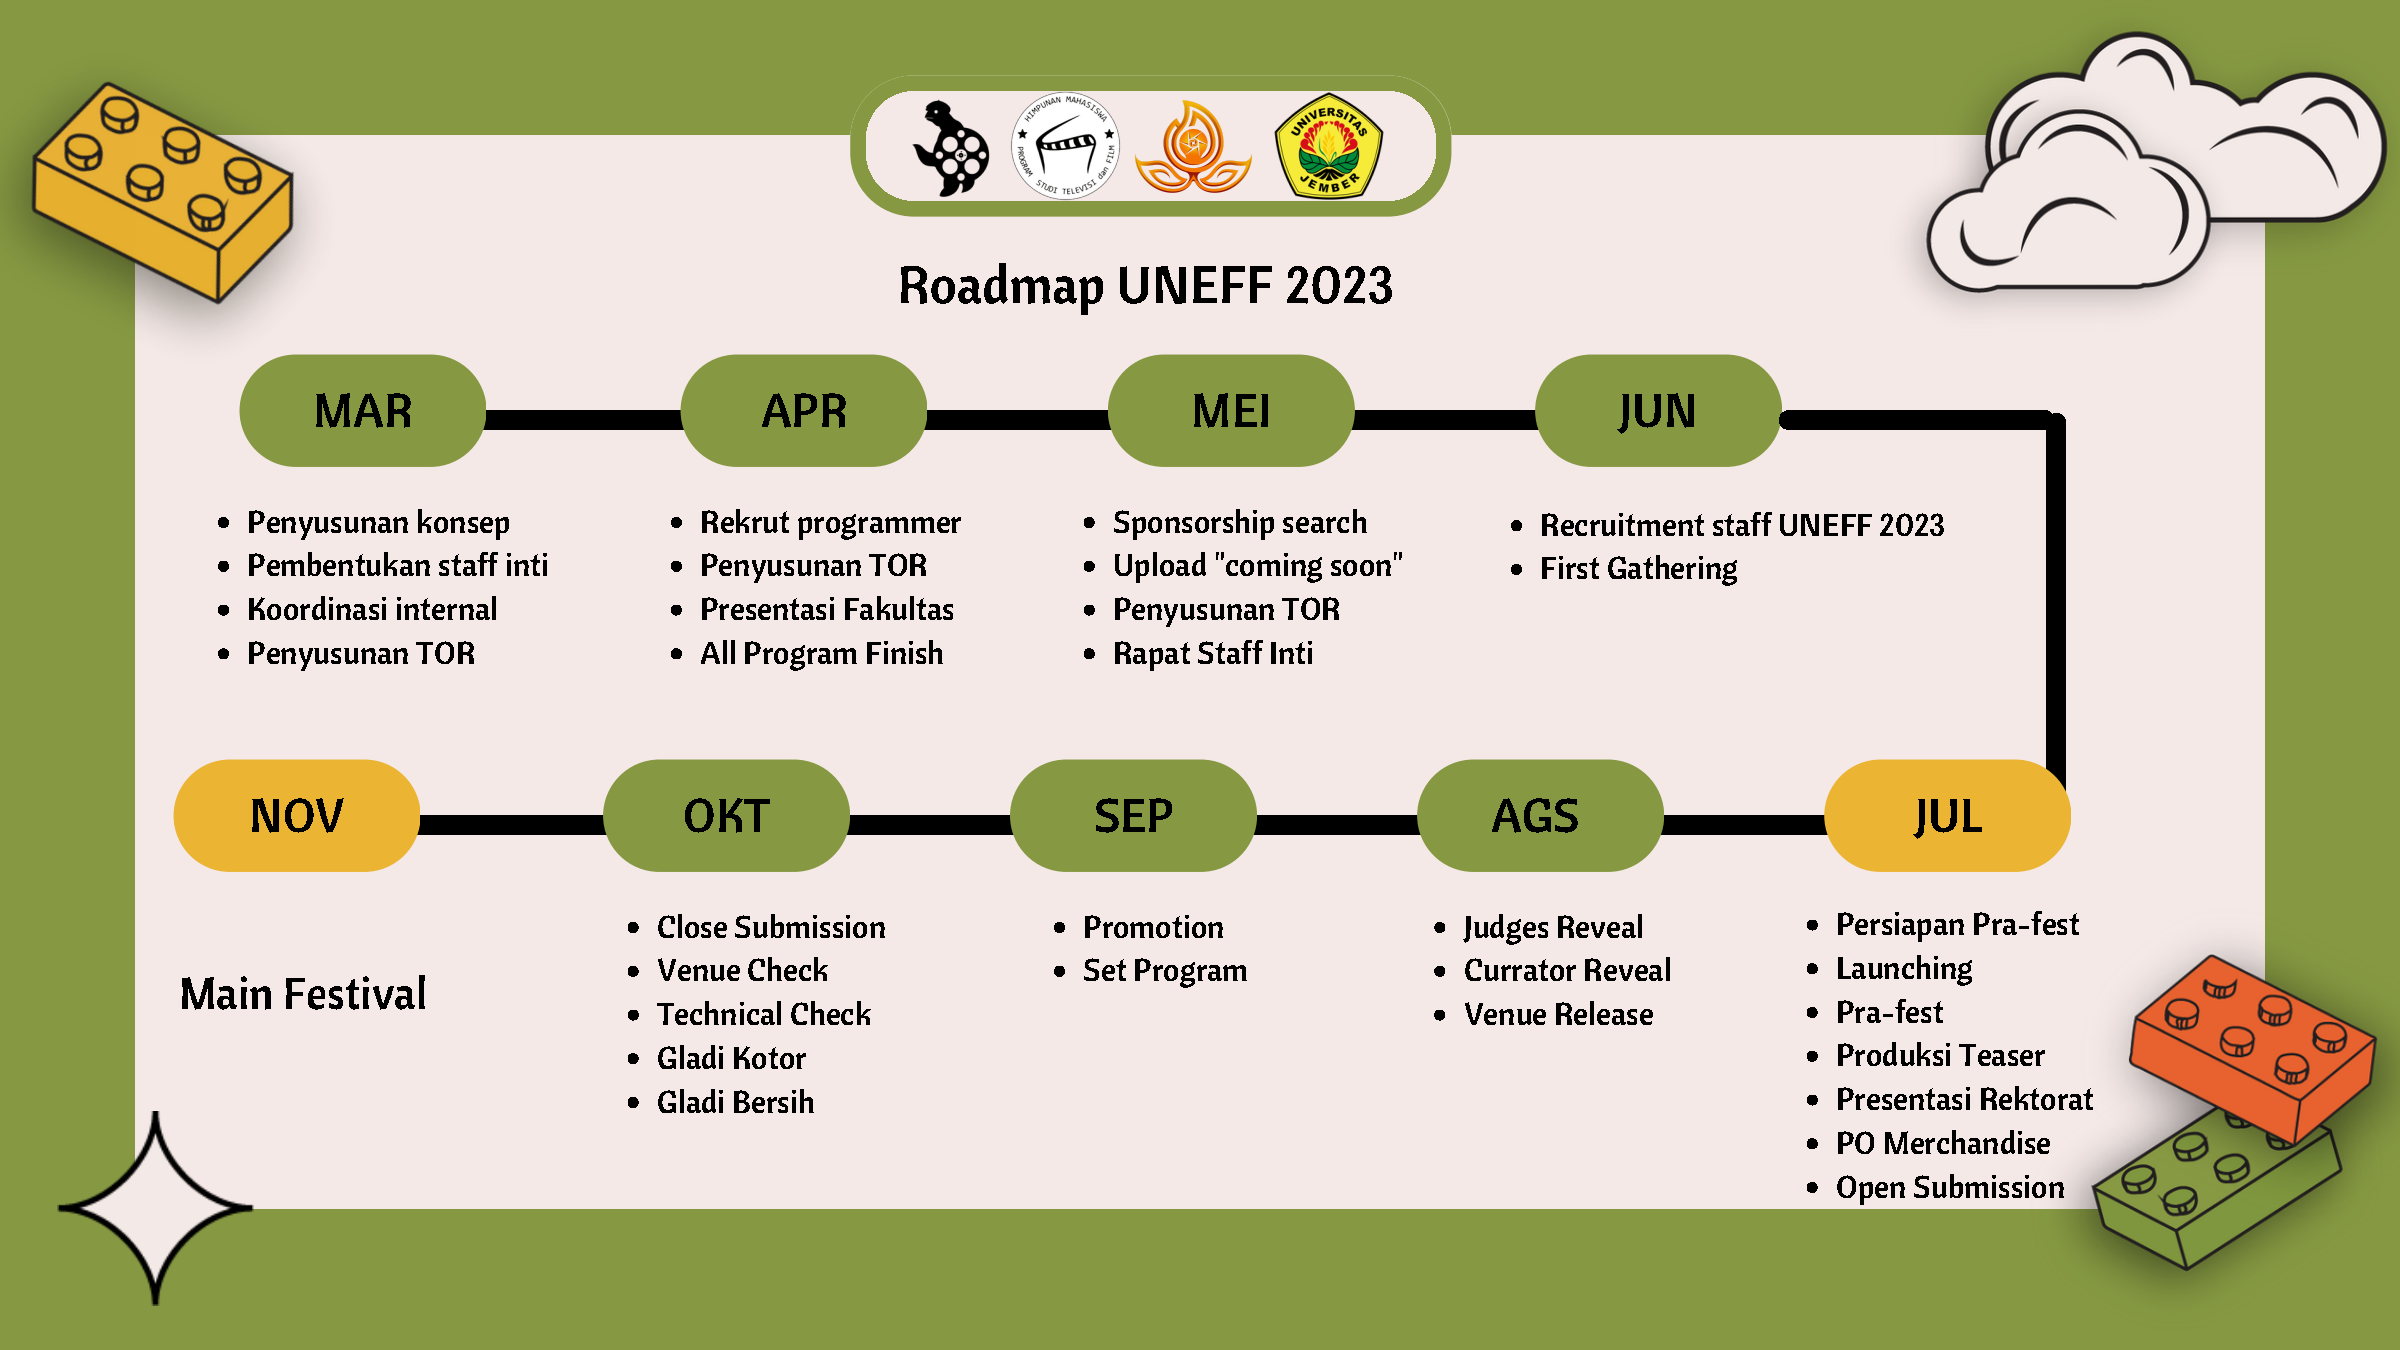 HIMPUNAN MAHASISWA
PROGRAM STUDI TELEVISI dan FILM
UNIVERSITAS
JEMBER
Roadmap UNEFF 2023
MAR
Penyusunan konsep
Pembentukan staff inti
Koordinasi internal
Penyusunan TOR
APR
Rekrut programmer
Penyusunan TOR
Presentasi Fakultas
All Program Finish
MEI
Sponsorship search
Upload "coming soon"
Penyusunan TOR
Rapat Staff Inti
JUN
Recruitment staff UNEFF 2023
First Gathering
NOV
Main Festival
OKT
Close Submission
Venue Check
Technical Check
Gladi Kotor
Gladi Bersih
SEP
Promotion
Set Program
AGS
Judges Reveal
Currator Reveal
Venue Release
JUL
Persiapan Pra-fest
Launching
Pra-fest
Produksi Teaser
Presentasi Rektorat
PO Merchandise
Open Submission